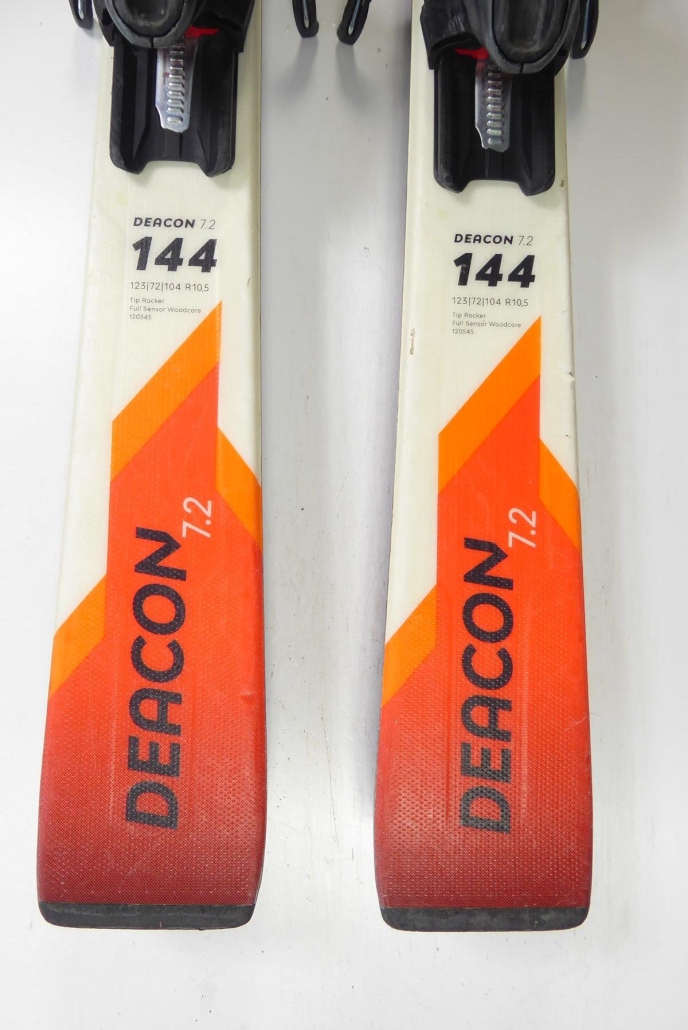 DEACON 7.2
144
123|72|104 R10,5
Tip Rocker
Full Sensor Woodcore
120545
DEACON 7.2
DEACON 7.2
144
123|72|104 R10,5
Tip Rocker
Full Sensor Woodcore
120545
DEACON 7.2